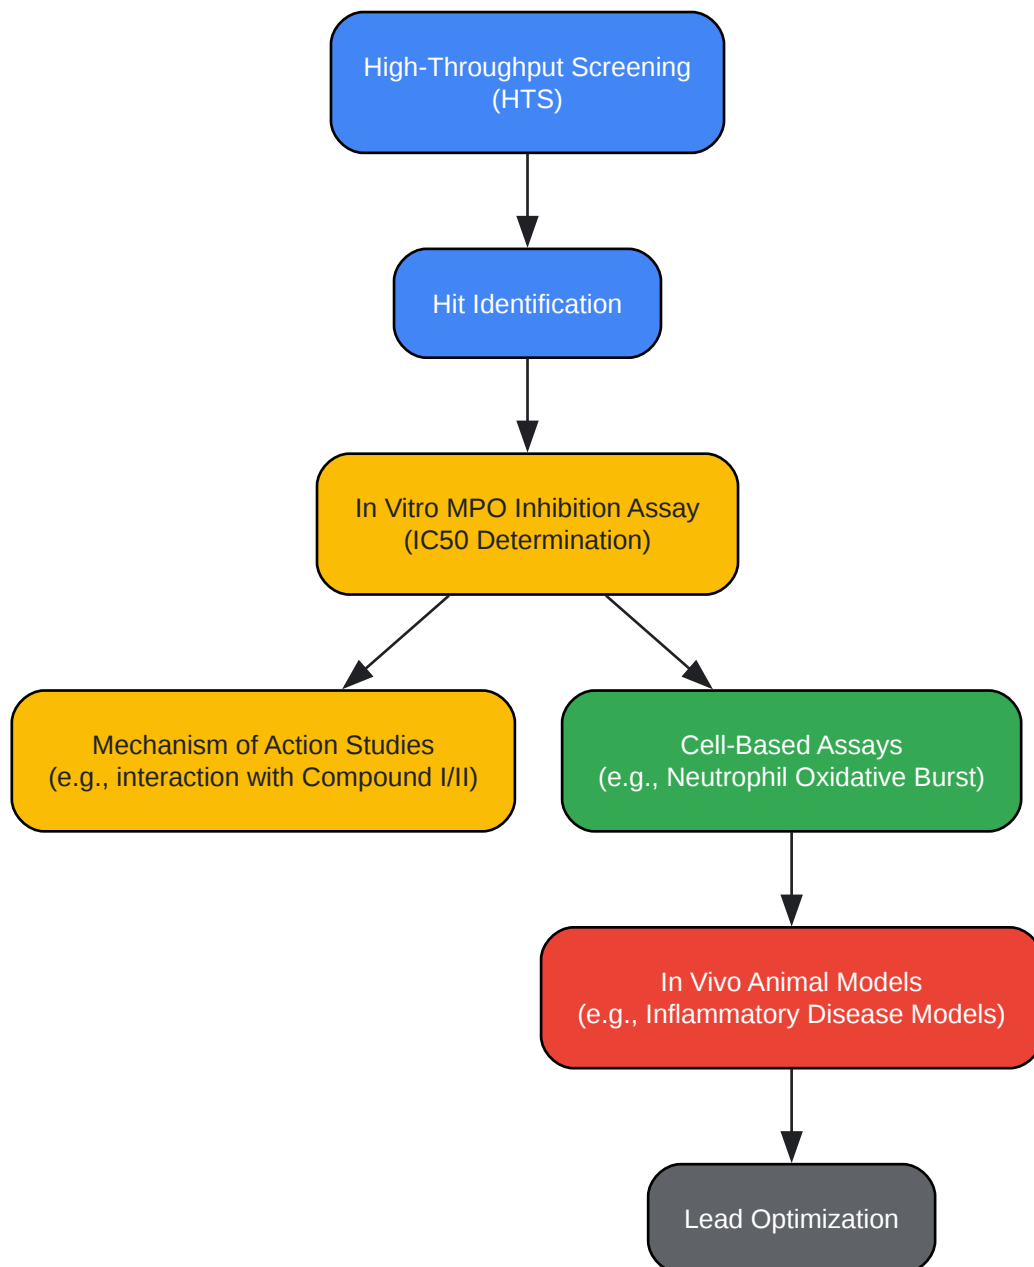 High-Throughput Screening
(HTS)
Hit Identification
In Vitro MPO Inhibition Assay
(IC50 Determination)
Mechanism of Action Studies
(e.g., interaction with Compound I/II)
Cell-Based Assays
(e.g., Neutrophil Oxidative Burst)
In Vivo Animal Models
(e.g., Inflammatory Disease Models)
Lead Optimization